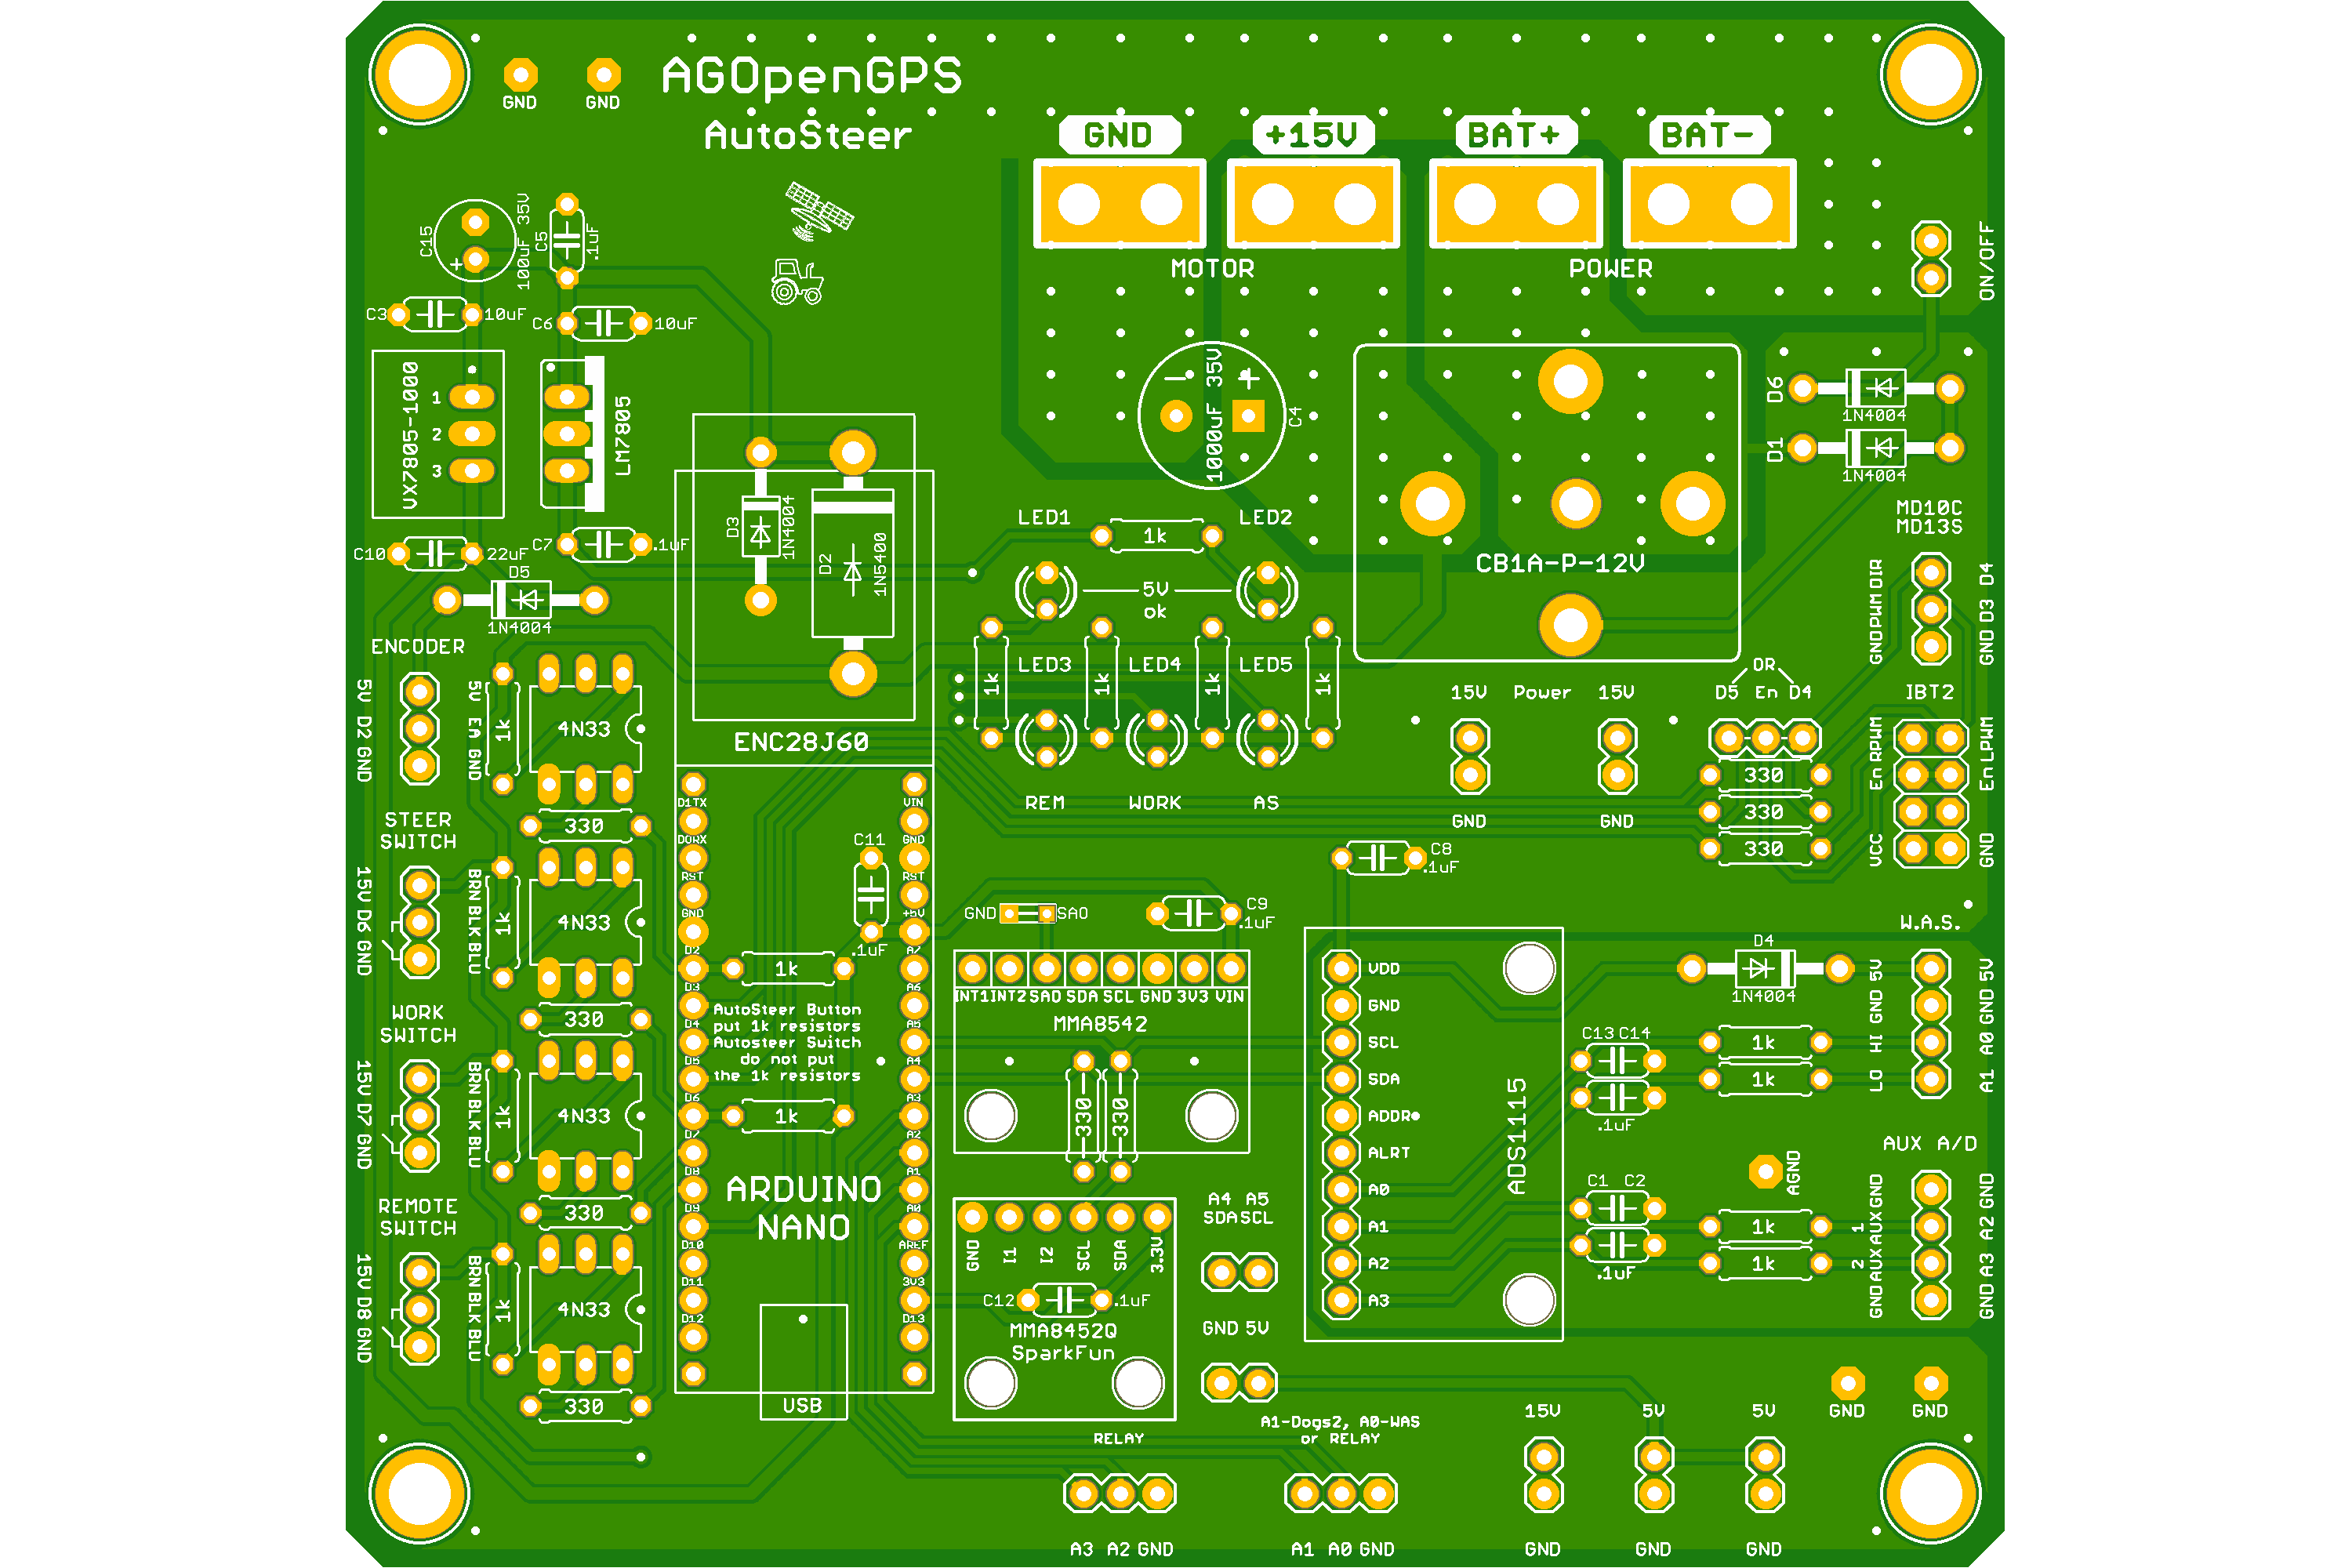 AGOpenGPS
AutoSteer
GND
GND
GND
+15V
BAT+
BAT-
MOTOR
POWER
ON/OFF
C15
+
100uF 35V
C5
.1uF
C3
10uF
C6
10uF
VX7805-1000
1
2
3
LM7805
1000uF 35V
C4
− +
D6
1N4004
D1
1N4004
MD10C
MD13S
D3
1N4004
D2
1N5400
LED1
LED2
1k
CB1A-P-12V
C10
22uF
C7
.1uF
D5
1N4004
5V
ok
GND PWM DIR
GND D3 D4
ENCODER
5V D2 GND
5V EA GND
1k
4N33
330
LED3
LED4
LED5
1k
1k
1k
1k
ENC28J60
REM
WORK
AS
15V
Power
15V
GND
GND
OR
D5 En D4
IBT2
330
330
330
En RPWM
En LPWM
VCC
GND
STEER
SWITCH
15V D6 GND
BRN BLK BLU
1k
4N33
330
WORK
SWITCH
15V D7 GND
BRN BLK BLU
1k
4N33
330
REMOTE
SWITCH
15V D8 GND
BRN BLK BLU
1k
4N33
330
D1TX
D0RX
RST
GND
D2
D3
D4
D5
D6
D7
D8
D9
D10
D11
D12
VIN
GND
RST
+5V
A7
A6
A5
A4
A3
A2
A1
A0
AREF
3V3
D13
C11
.1uF
1k
AutoSteer Button
put 1k resistors
Autosteer Switch
do not put
the 1k resistors
1k
ARDUINO
NANO
USB
GND
SAO
C9
.1uF
C8
.1uF
INT1 INT2 SAO SDA SCL GND 3V3 VIN
MMA8542
330
330
GND
I1
I2
SCL
SDA
3.3V
C12
.1uF
MMA8452Q
SparkFun
A4 A5
SDA SCL
GND 5V
VDD
GND
SCL
SDA
ADDR
ALRT
A0
A1
A2
A3
ADS1115
W.A.S.
D4
1N4004
C13 C14
.1uF
1k
1k
LO HI GND 5V
A1 A0 GND 5V
AUX A/D
AGND
C1 C2
.1uF
1k
1k
1
2
GND AUX AUX GND
GND A3 A2 GND
RELAY
A3 A2 GND
A1-Dogs2, A0-WAS
or RELAY
A1 A0 GND
15V
5V
5V
GND
GND
GND
GND
GND